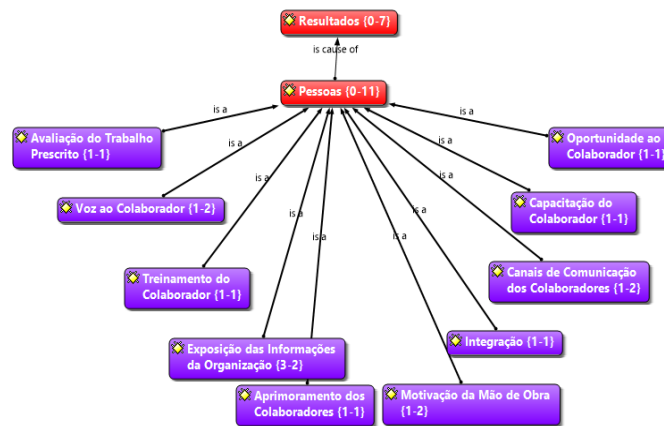 Resultados {0-7}
is cause of
Pessoas {0-11}
is a
is a
Avaliação do Trabalho
Prescrito {1-1}
Oportunidade ao
Colaborador {1-1}
is a
is a
Voz ao Colaborador {1-2}
Capacitação do
Colaborador {1-1}
is a
is a
is a
is a
is a
is a
Treinamento do
Colaborador {1-1}
Canais de Comunicação
dos Colaboradores {1-2}
Exposição das Informações
da Organização {3-2}
Integração {1-1}
Aprimoramento dos
Colaboradores {1-1}
Motivação da Mão de Obra
{1-2}